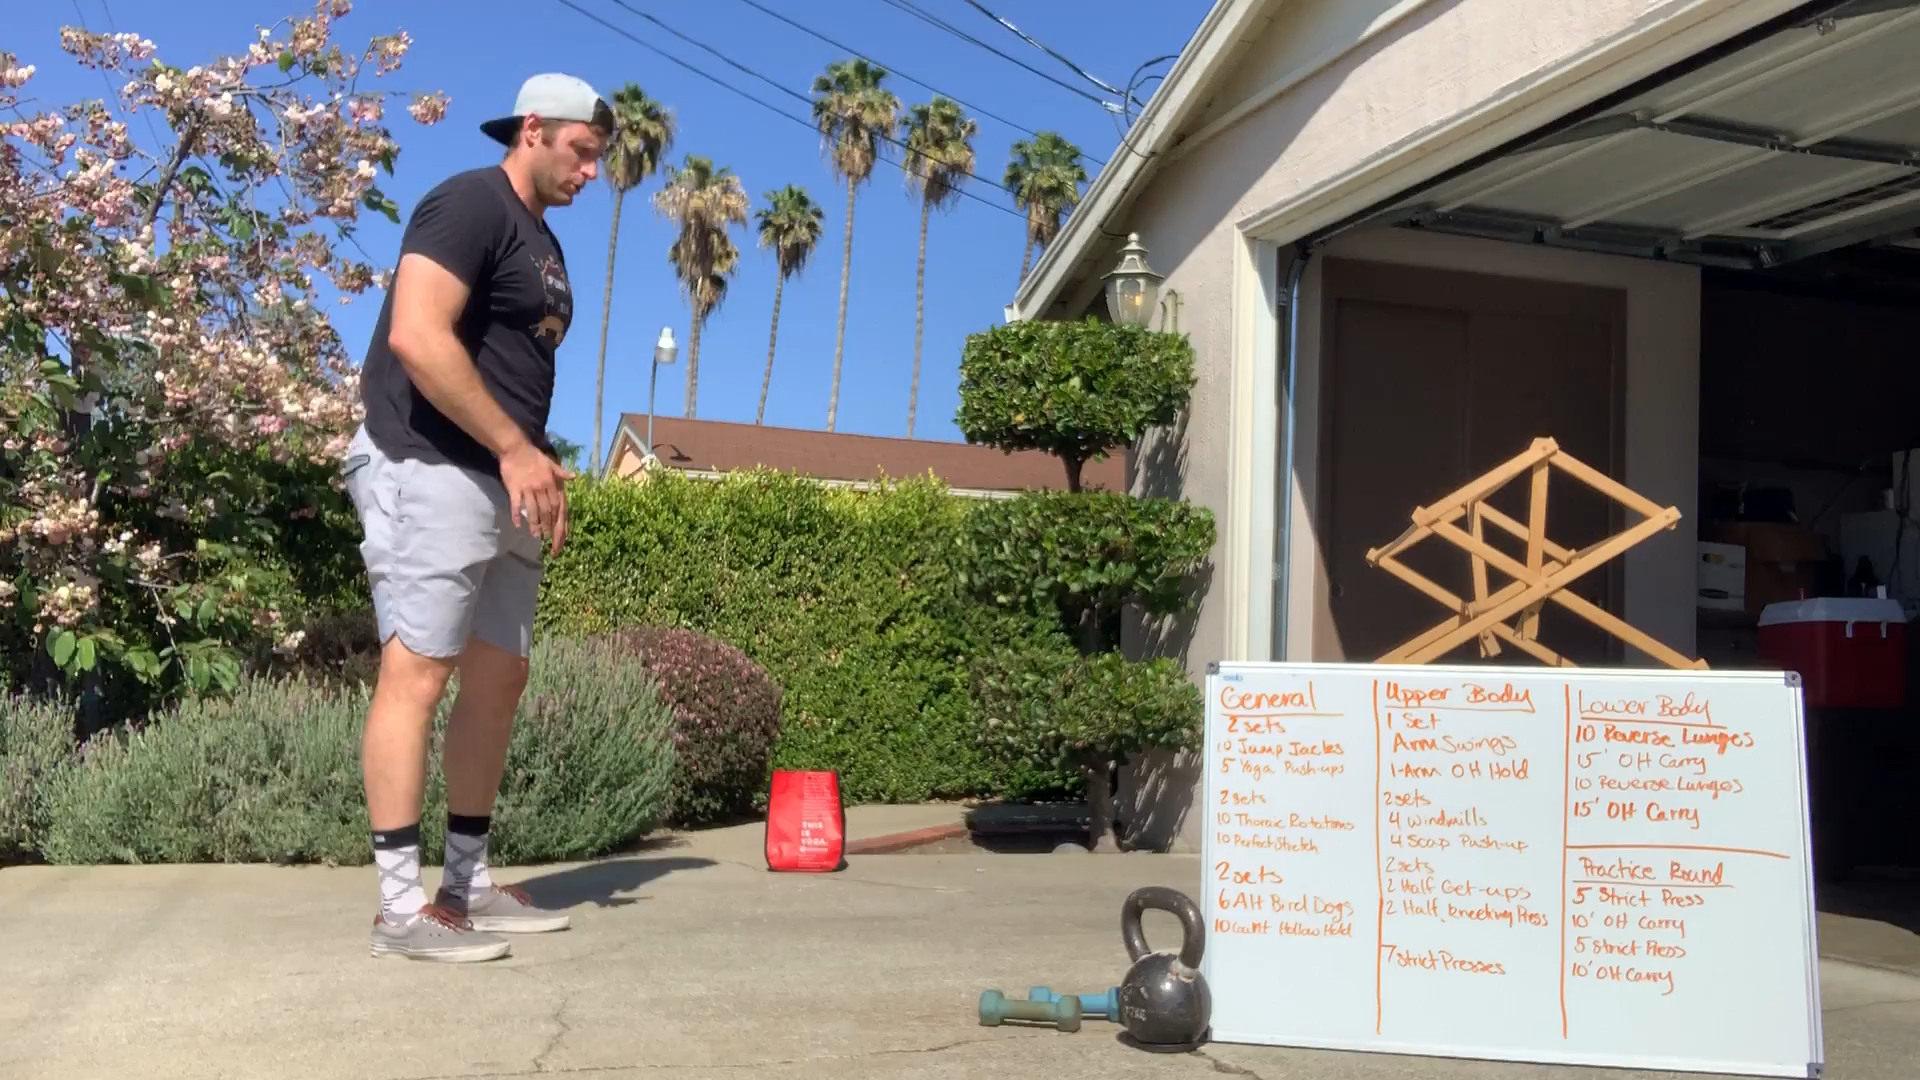 General
2 sets
10 Jump Jacks
5 Yoga Push-ups
2 sets
10 Thoracic Rotations
10 Perfect Stretch
2 sets
6 Alt Bird Dogs
10 Count Hollow Hold
Upper Body
1 Set
Arm Swings
1-Arm OH Hold
2 sets
4 Windmills
4 Scap Push-up
2 sets
2 Half Get-ups
2 Half kneeling Press
7 Strict Presses
Lower Body
10 Reverse Lunges
15' OH Carry
10 Reverse Lunges
15' OH Carry
Practice Round
5 Strict Press
10' OH Carry
5 Strict Press
10' OH Carry
THIS
IS
YOGA.